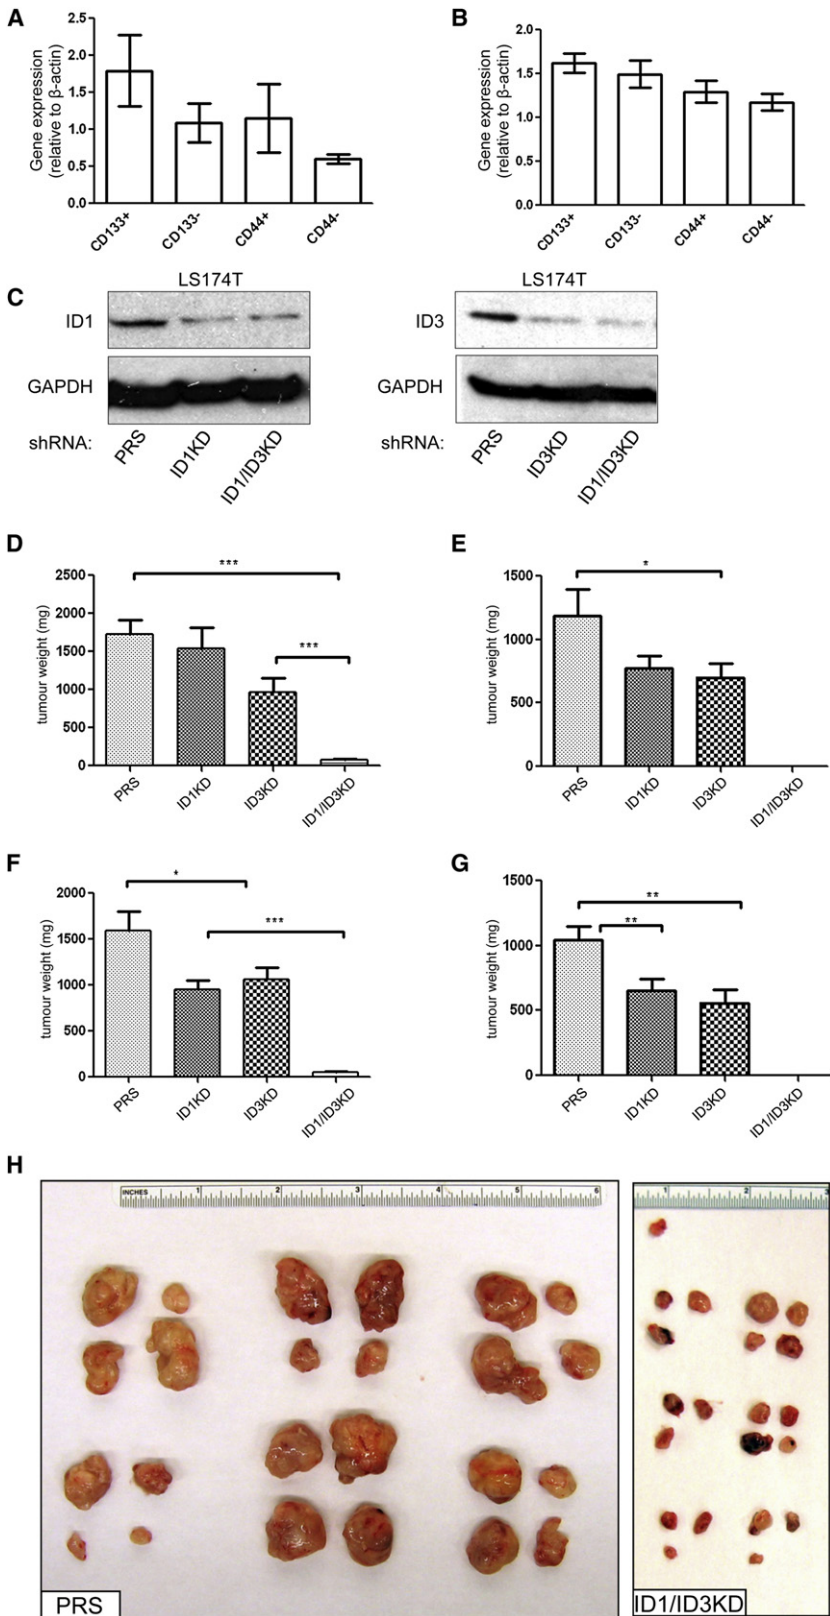 A
Gene expression
(relative to β-actin)
2.5
2.0
1.5
1.0
0.5
0.0
CD133+
CD133-
CD44+
CD44-
B
Gene expression
(relative to β-actin)
2.0
1.5
1.0
0.5
0.0
CD133+
CD133-
CD44+
CD44-
C
LS174T
ID1
GAPDH
shRNA:
PRS
ID1KD
ID1/ID3KD
LS174T
ID3
GAPDH
shRNA:
PRS
ID3KD
ID1/ID3KD
D
tumour weight (mg)
2500
2000
1500
1000
500
0
***
***
PRS
ID1KD
ID3KD
ID1/ID3KD
E
tumour weight (mg)
1500
1000
500
0
*
PRS
ID1KD
ID3KD
ID1/ID3KD
F
tumour weight (mg)
2000
1500
1000
500
0
*
***
PRS
ID1KD
ID3KD
ID1/ID3KD
G
tumour weight (mg)
1500
1000
500
0
**
**
PRS
ID1KD
ID3KD
ID1/ID3KD
H
INCHES 1 2 3 4 5 6
1 2 3
PRS
ID1/ID3KD